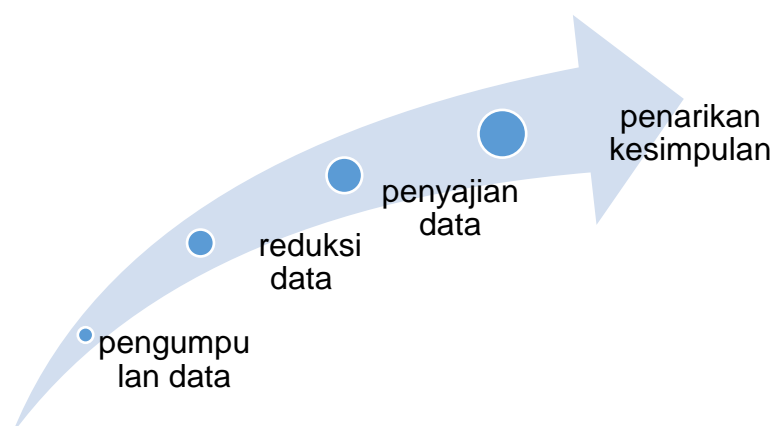 pengumpu
lan data
reduksi
data
penyajian
data
penarikan
kesimpulan